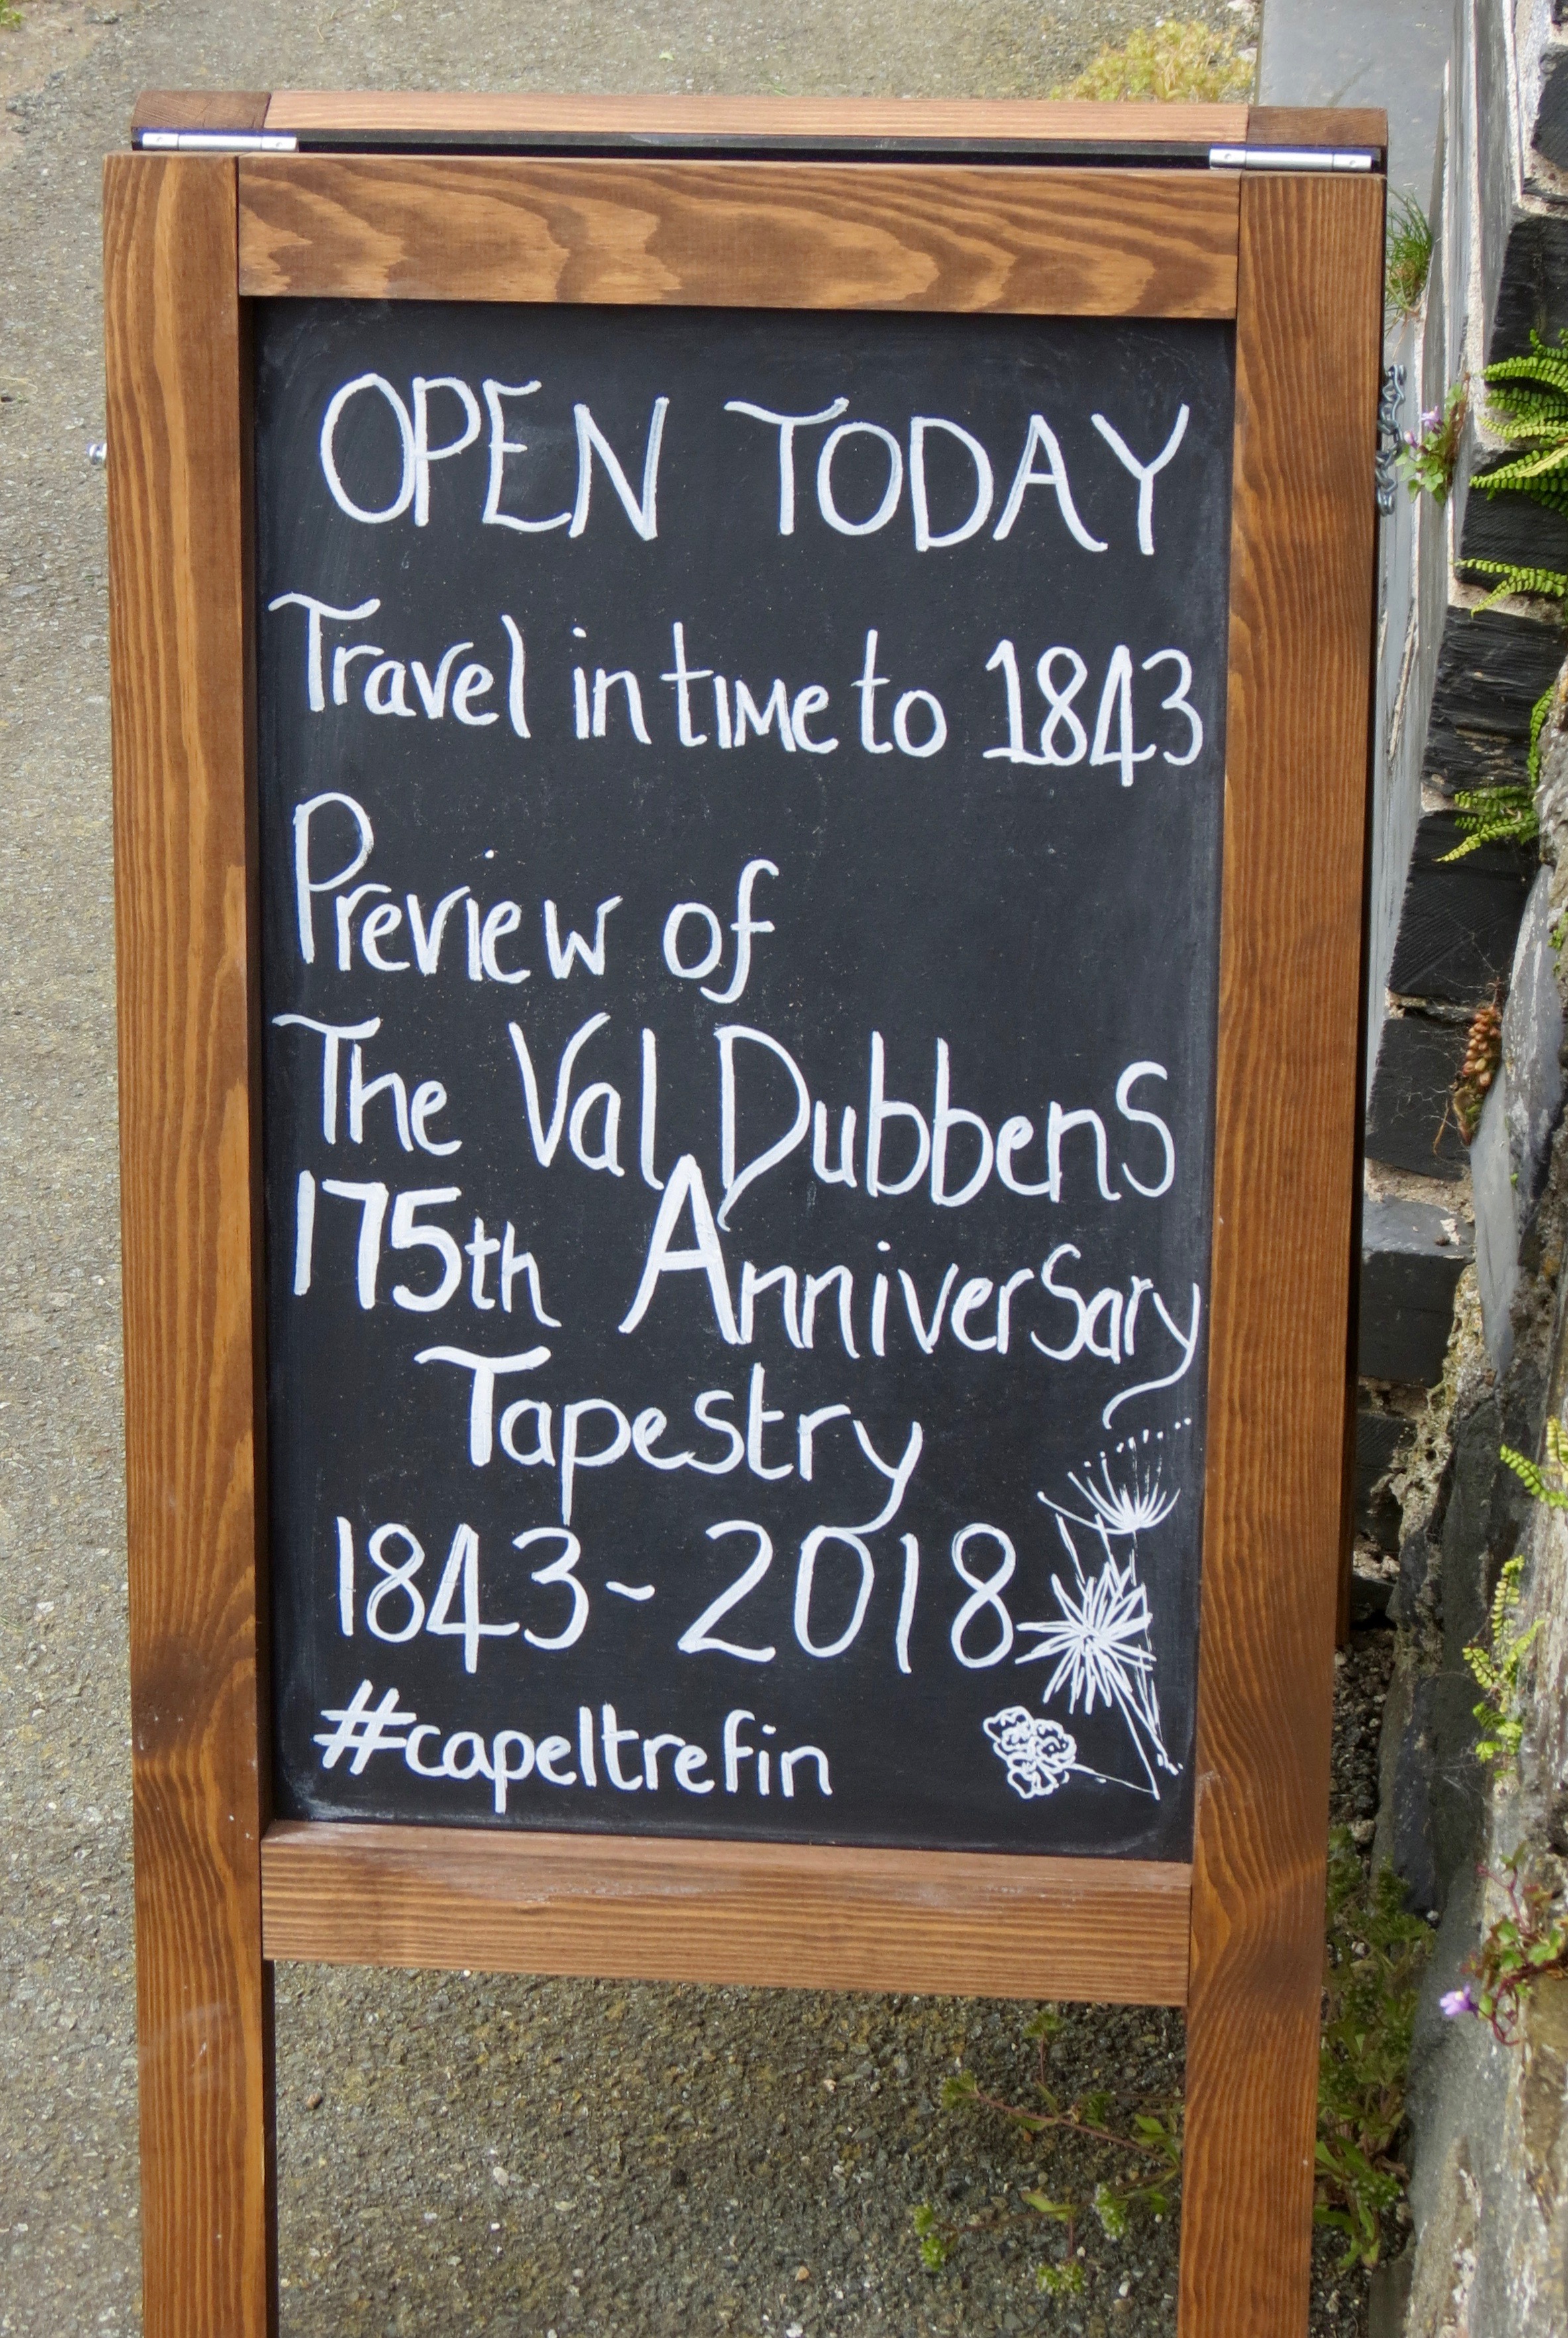 OPEN TODAY
Travel in time to 1843
Preview of
The Val Dubbens
175th Anniversary
Tapestry
1843-2018
#capeltrefin